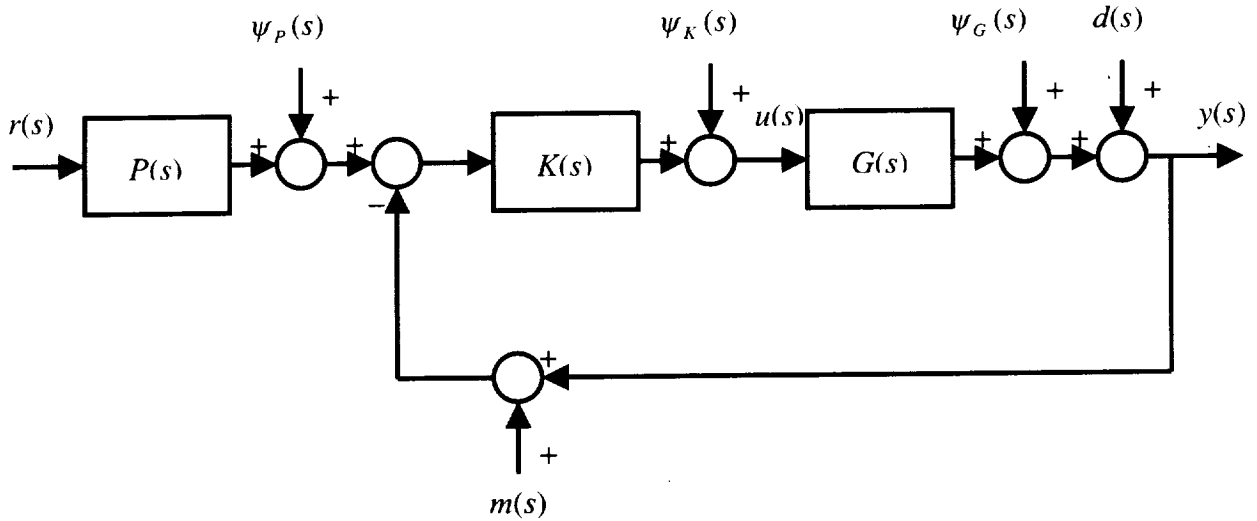 ψ_P(s)
ψ_K(s)
ψ_G(s)
d(s)
+
+
+
+
r(s)
u(s)
y(s)
+
+
+
+
+
P(s)
K(s)
G(s)
−
+
+
m(s)